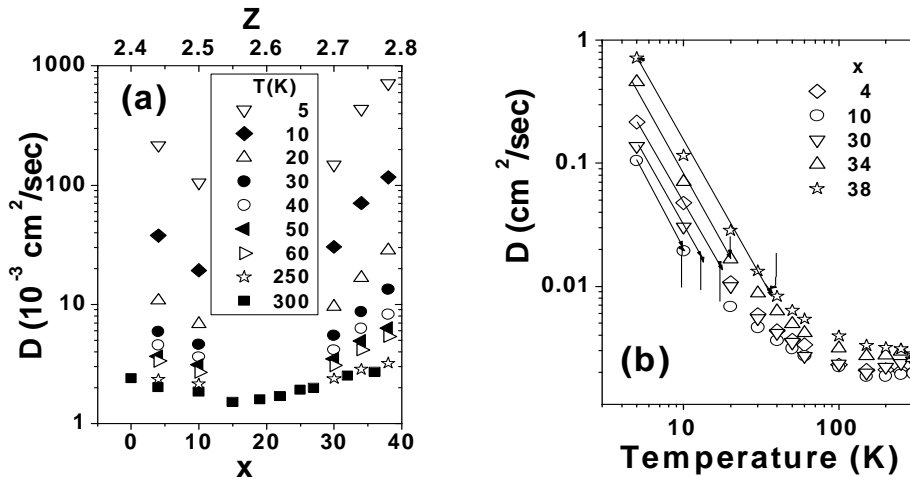 Z
2.4 2.5 2.6 2.7 2.8
1000
100
10
1
D (10⁻³ cm²/sec)
(a)
T(K)
5
10
20
30
40
50
60
250
300
0 10 20 30 40
x
1
0.1
0.01
D (cm²/sec)
x
4
10
30
34
38
(b)
10 100
Temperature (K)